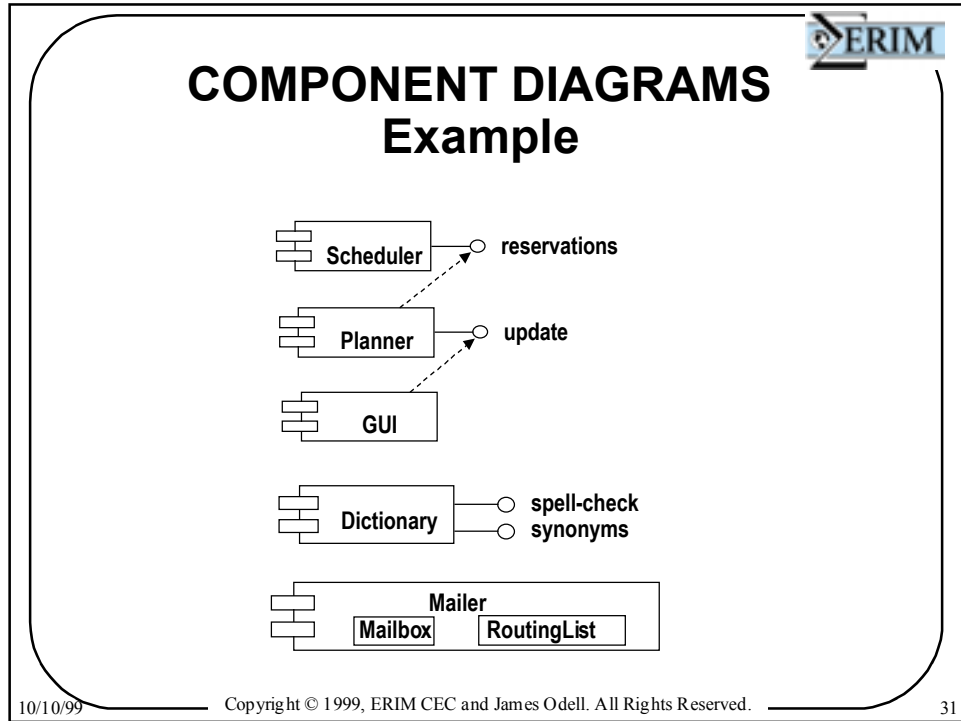 ERIM
COMPONENT DIAGRAMS
Example
Scheduler
reservations
Planner
update
GUI
Dictionary
spell-check
synonyms
Mailer
Mailbox
RoutingList
10/10/99
Copyright © 1999, ERIM CEC and James Odell. All Rights Reserved.
31